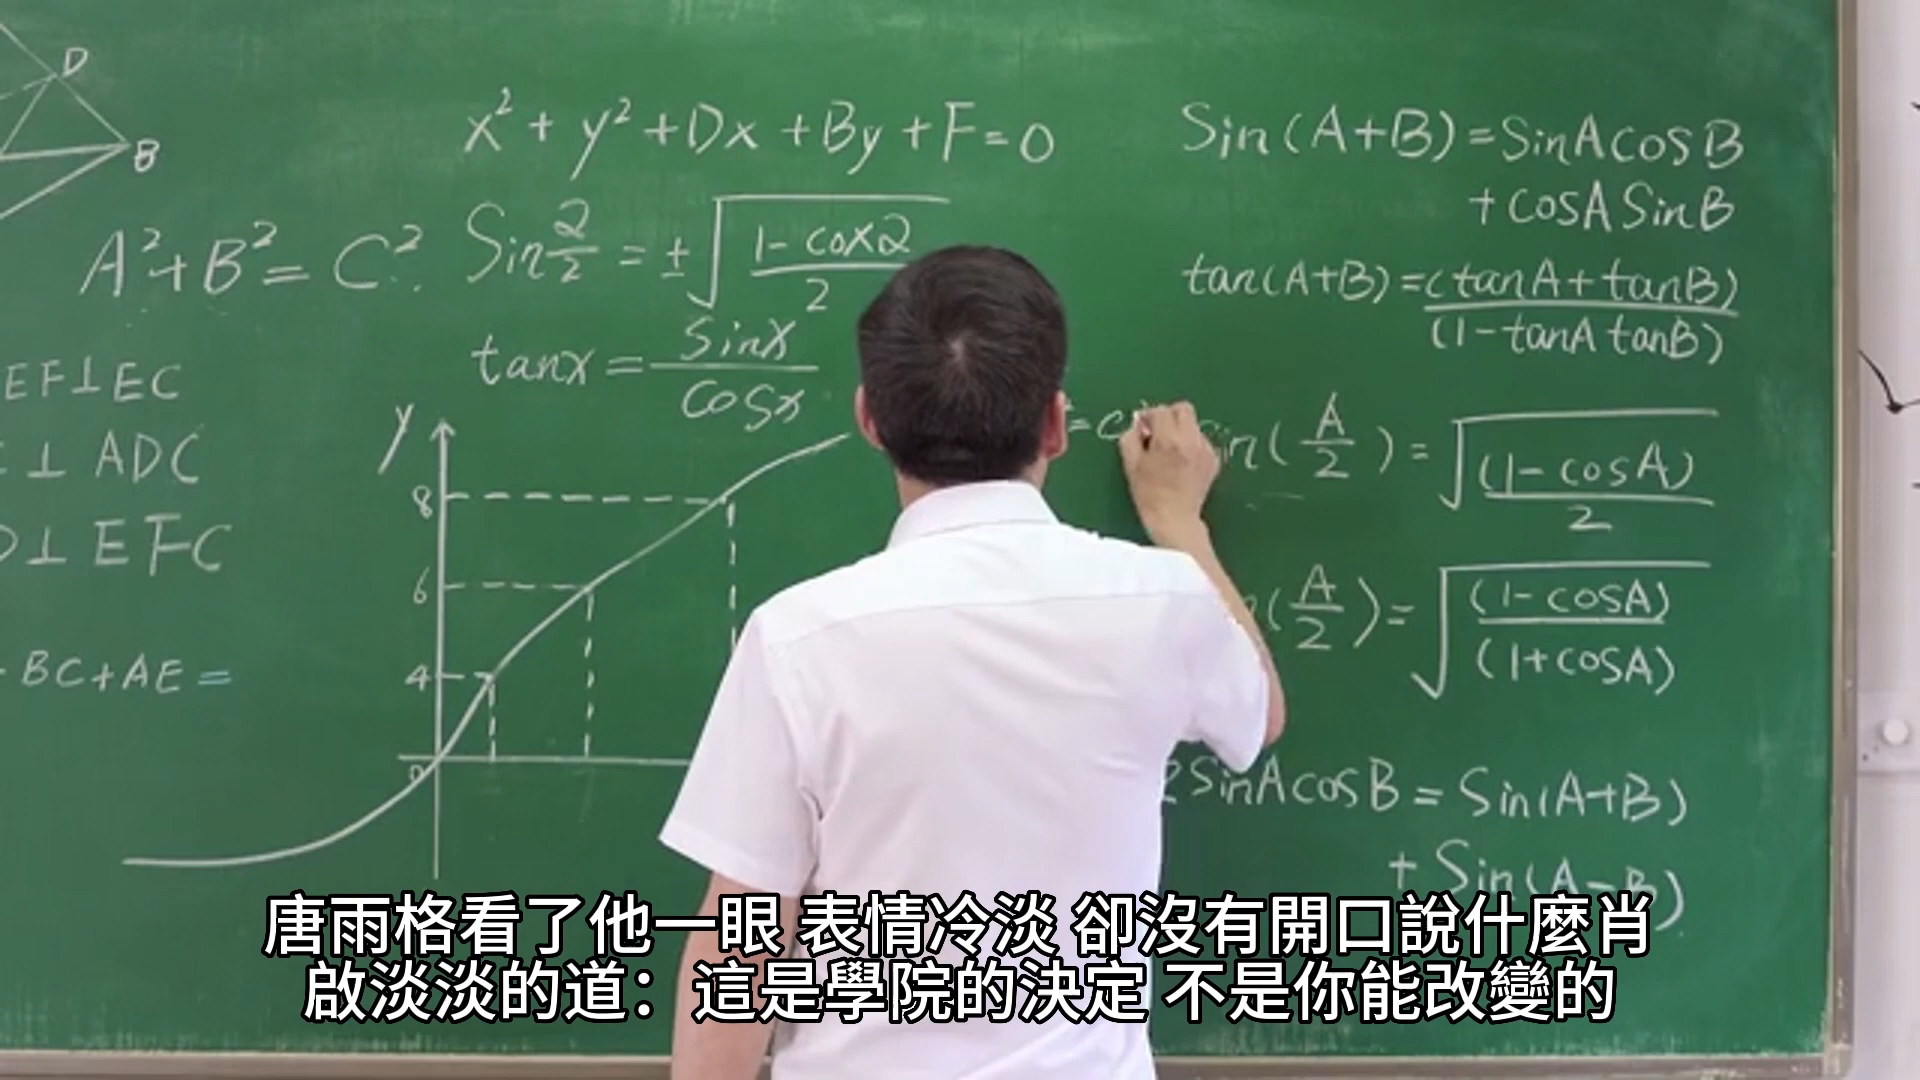 D
B
x²+y²+Dx+By+F=0
A²+B²=C²
Sin 2/2 = ± √ 1-cox2 / 2
tanx = Sinx / cosx
EF⊥EC
⊥ADC
D⊥EFC
BC+AE=
y
8
6
4
Sin(A+B)=SinAcosB
+cosASinB
tan(A+B)=(tanA+tanB)
(1-tanA tanB)
in(A/2)=√(1-cosA)/2
(A/2)=√(1-cosA)/(1+cosA)
2SinAcosB=Sin(A+B)
+Sin(A-B)
唐雨格看了他一眼 表情冷淡 卻沒有開口說什麼肖
啟淡淡的道：這是學院的決定 不是你能改變的